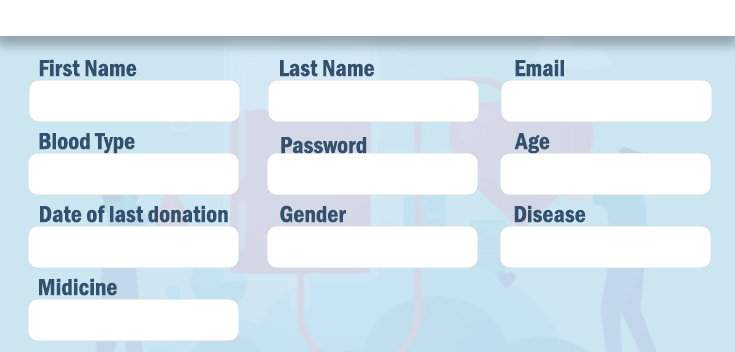 First Name Last Name Email
Blood Type Password Age
Date of last donation Gender Disease
Midicine